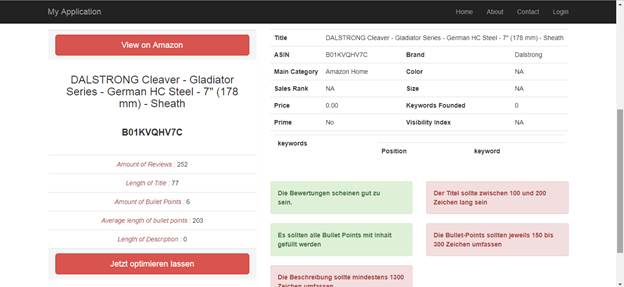 My Application
Home About Contact Login
View on Amazon
DALSTRONG Cleaver - Gladiator
Series - German HC Steel - 7" (178
mm) - Sheath
B01KVQHV7C
Amount of Reviews : 252
Length of Title : 77
Amount of Bullet Points : 6
Average length of bullet points : 203
Length of Description : 0
Jetzt optimieren lassen
Title DALSTRONG Cleaver - Gladiator Series - German HC Steel - 7" (178 mm) - Sheath
ASIN B01KVQHV7C Brand Dalstrong
Main Category Amazon Home Color NA
Sales Rank NA Size NA
Price 0.00 Keywords Founded 0
Prime No Visibility Index NA
keywords
Position keyword
Die Bewertungen scheinen gut zu
sein.
Der Titel sollte zwischen 100 und 200
Zeichen lang sein
Es sollten alle Bullet Points mit Inhalt
gefüllt werden
Die Bullet-Points sollten jeweils 150 bis
300 Zeichen umfassen
Die Beschreibung sollte mindestens 1300
Zeichen umfassen